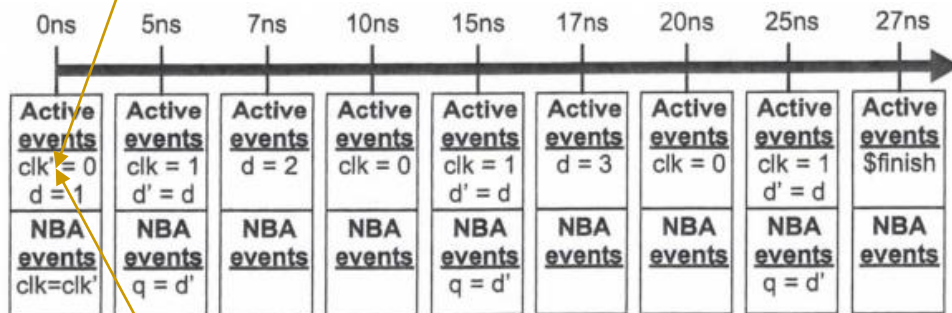 0ns 5ns 7ns 10ns 15ns 17ns 20ns 25ns 27ns
Active Active Active Active Active Active Active Active Active
events events events events events events events events events
clk' = 0 clk = 1 d = 2 clk = 0 clk = 1 d = 3 clk = 0 clk = 1 $finish
d = 1 d' = d d' = d d' = d
NBA NBA NBA NBA NBA NBA NBA NBA NBA
events events events events events events events events events
clk=clk' q = d' q = d' q = d'